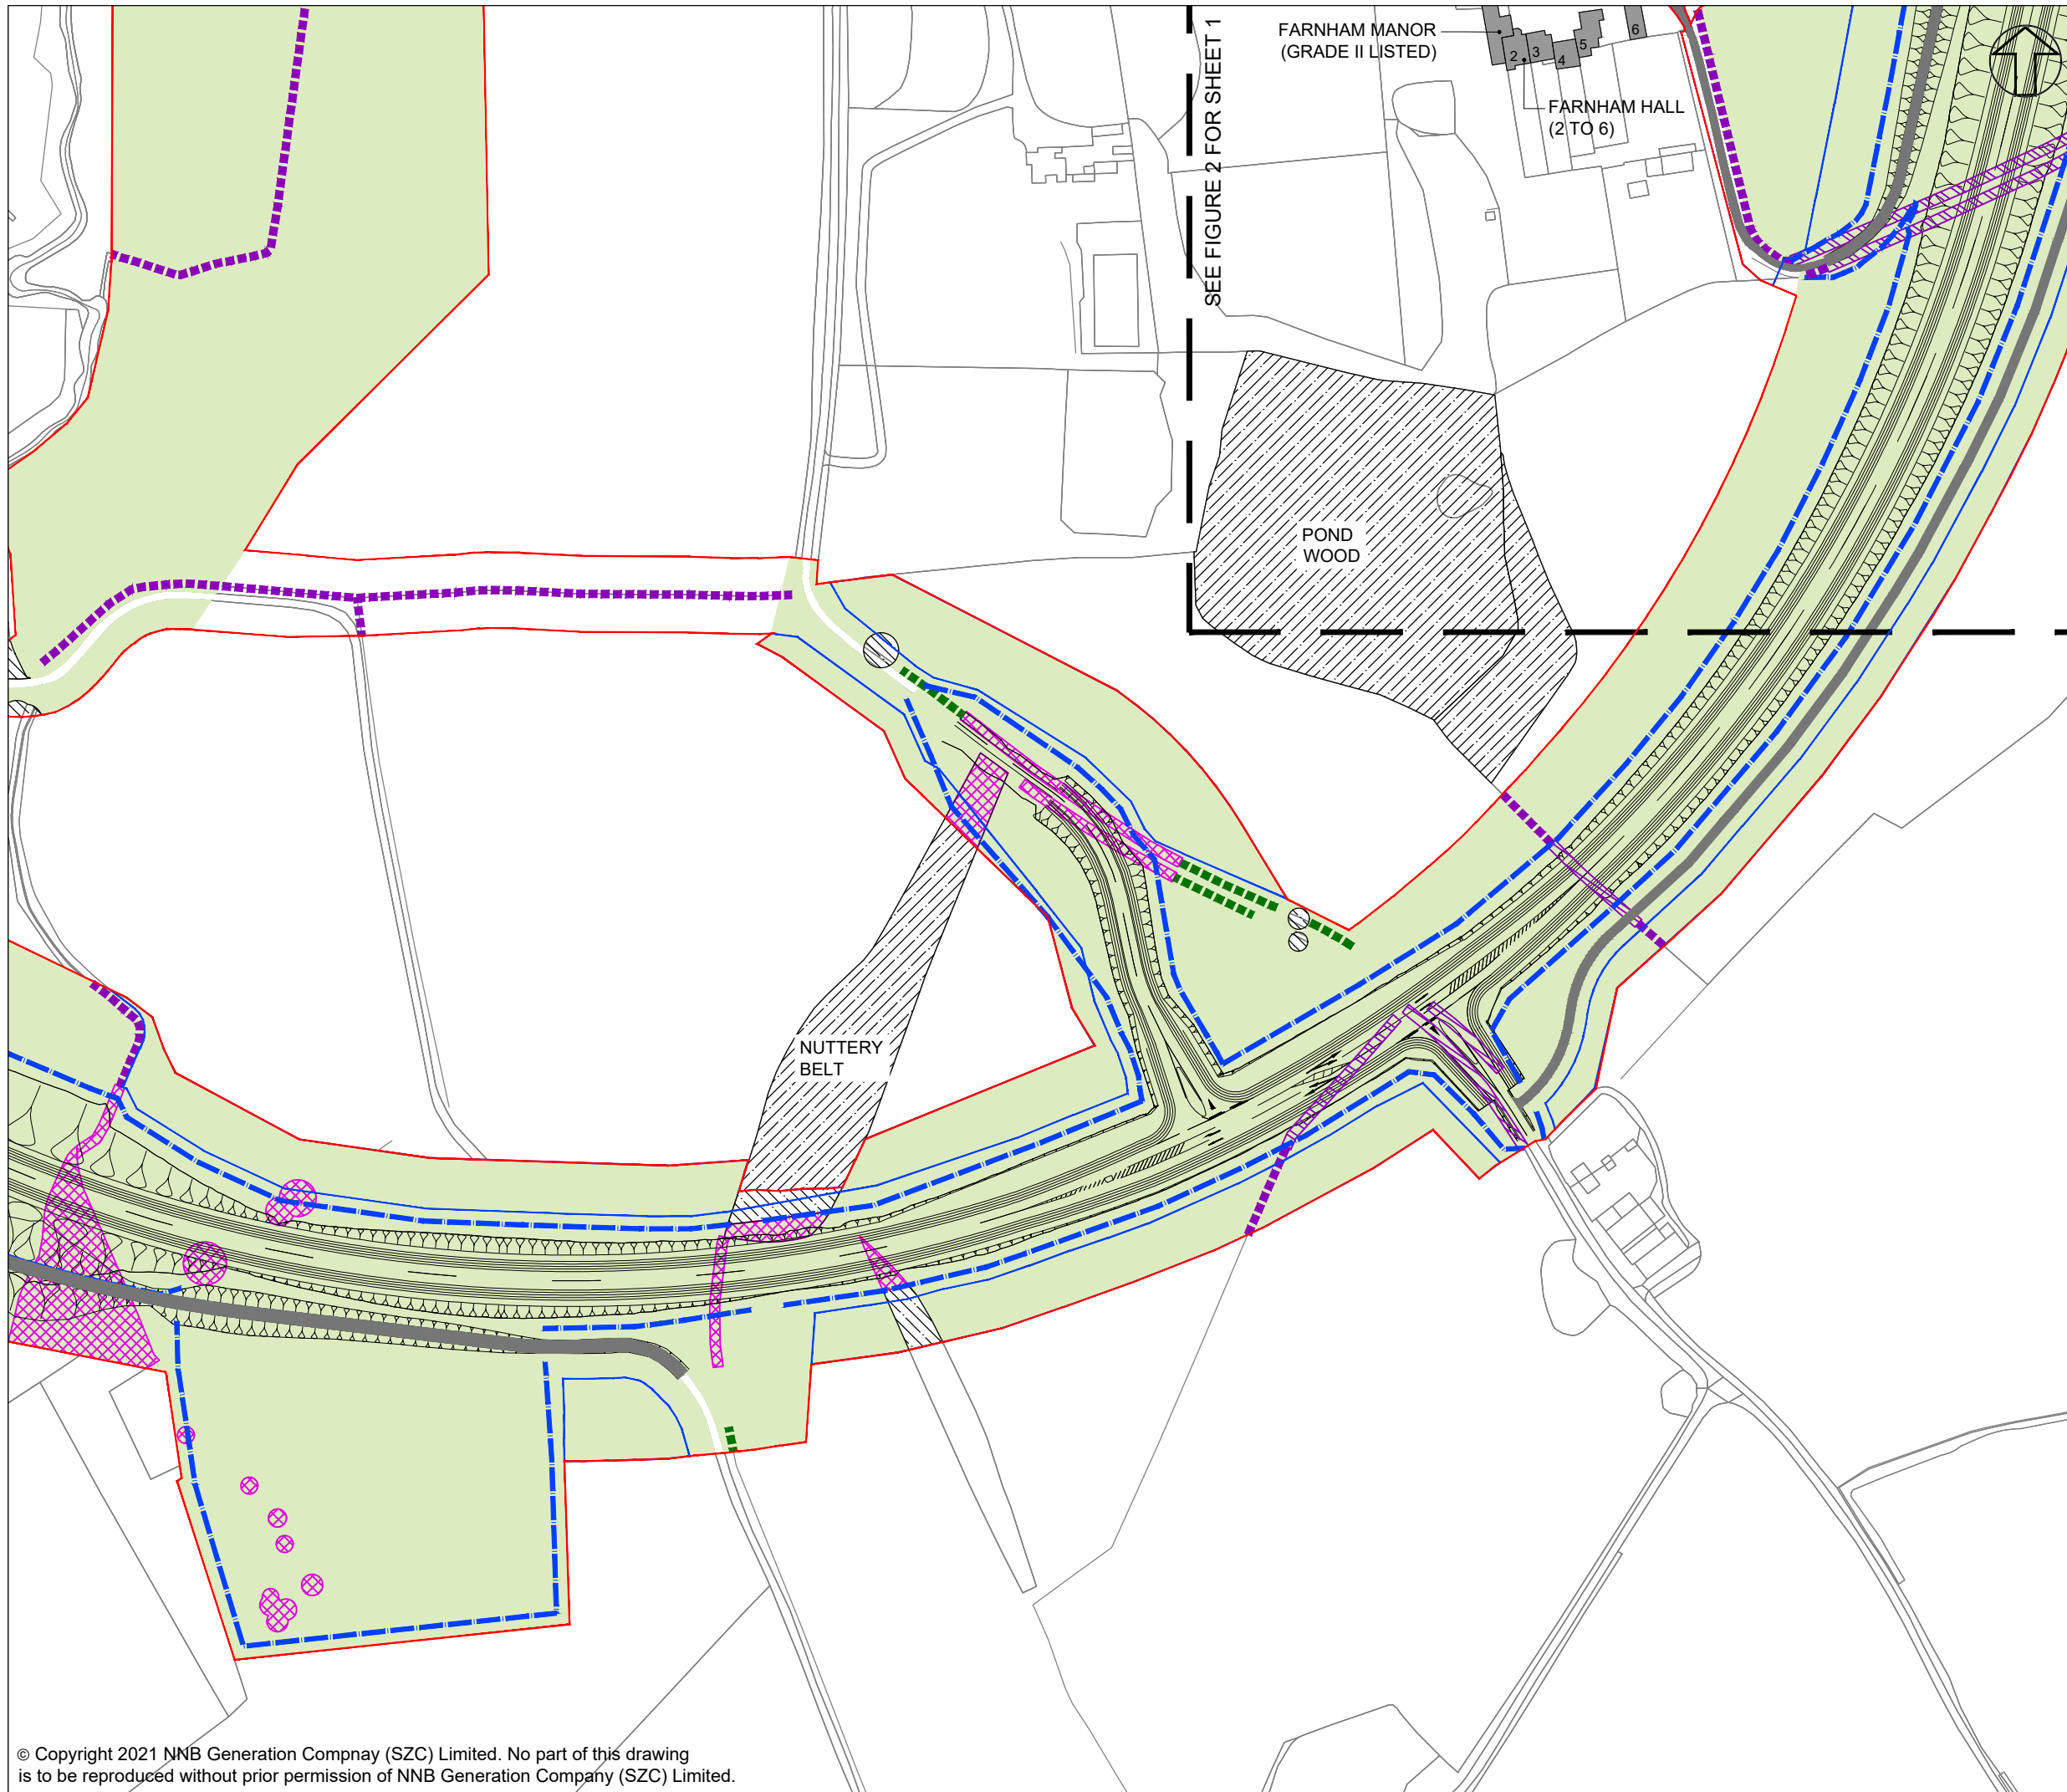 SEE FIGURE 2 FOR SHEET 1
FARNHAM MANOR
(GRADE II LISTED)
2
3
4
5
6
FARNHAM HALL
(2 TO 6)
POND
WOOD
NUTTERY
BELT
© Copyright 2021 NNB Generation Compnay (SZC) Limited. No part of this drawing
is to be reproduced without prior permission of NNB Generation Company (SZC) Limited.